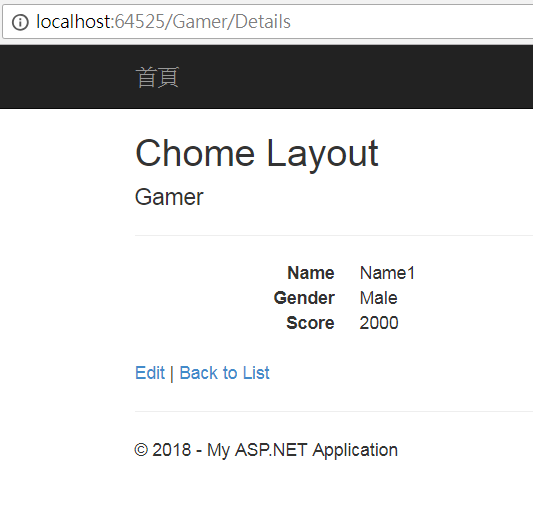 localhost:64525/Gamer/Details
首頁
Chome Layout
Gamer
Name Name1
Gender Male
Score 2000
Edit | Back to List
© 2018 - My ASP.NET Application